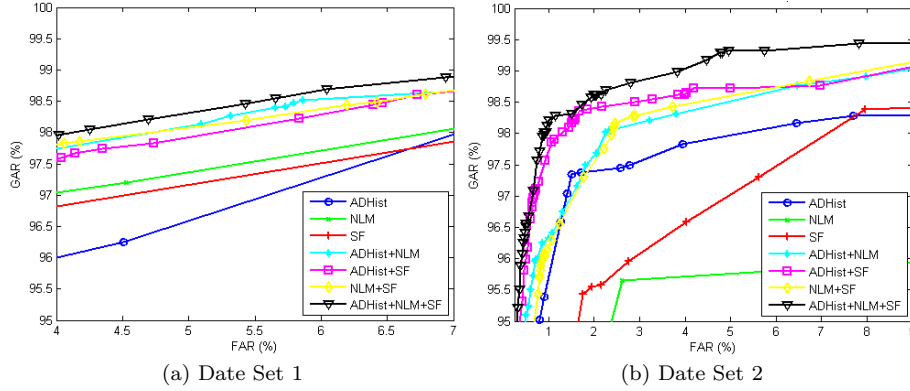 100
99.5
99
98.5
98
97.5
97
96.5
96
95.5
95
GAR (%)
4
4.5
5
5.5
6
6.5
7
FAR (%)
ADHist
NLM
SF
ADHist+NLM
ADHist+SF
NLM+SF
ADHist+NLM+SF
(a) Date Set 1
100
99.5
99
98.5
98
97.5
97
96.5
96
95.5
95
GAR (%)
1
2
3
4
5
6
7
8
FAR (%)
ADHist
NLM
SF
ADHist+NLM
ADHist+SF
NLM+SF
ADHist+NLM+SF
(b) Date Set 2